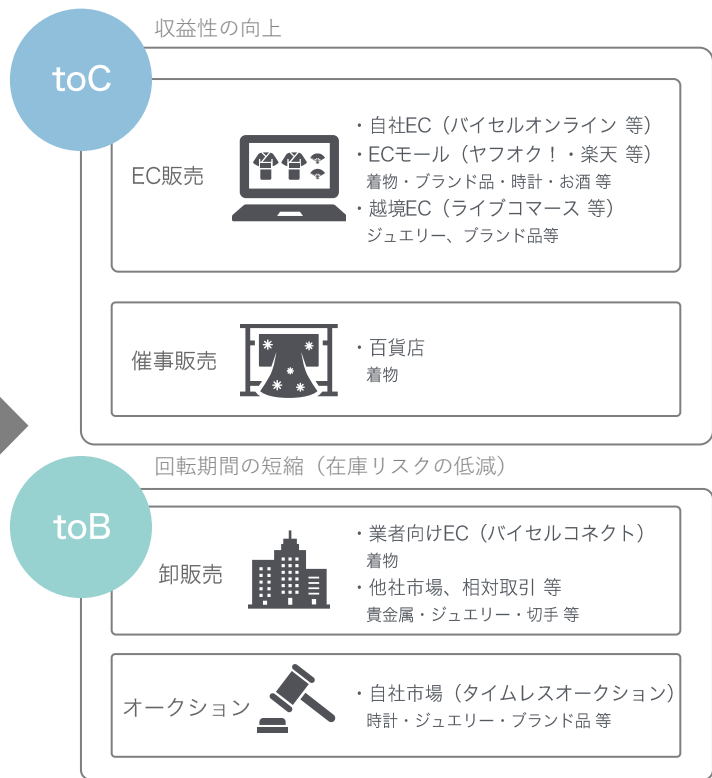 収益性の向上
toC
EC販売
・自社EC（バイセルオンライン 等）
・ECモール（ヤフオク！・楽天 等）
着物・ブランド品・時計・お酒 等
・越境EC（ライブコマース 等）
ジュエリー、ブランド品等
催事販売
・百貨店
着物
回転期間の短縮（在庫リスクの低減）
toB
卸販売
・業者向けEC（バイセルコネクト）
着物
・他社市場、相対取引 等
貴金属・ジュエリー・切手 等
オークション
・自社市場（タイムレスオークション）
時計・ジュエリー・ブランド品 等